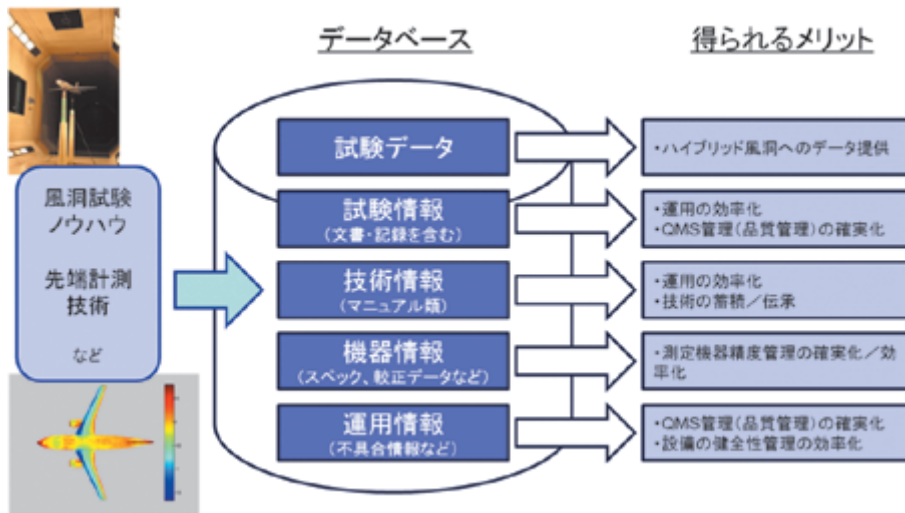 データベース
得られるメリット
風洞試験
ノウハウ
先端計測
技術
など
試験データ
・ハイブリッド風洞へのデータ提供
試験情報
(文書・記録を含む)
・運用の効率化
・QMS管理(品質管理)の確実化
技術情報
(マニュアル類)
・運用の効率化
・技術の蓄積／伝承
機器情報
(スペック、較正データなど)
・測定機器精度管理の確実化／効
率化
運用情報
(不具合情報など)
・QMS管理(品質管理)の確実化
・設備の健全性管理の効率化